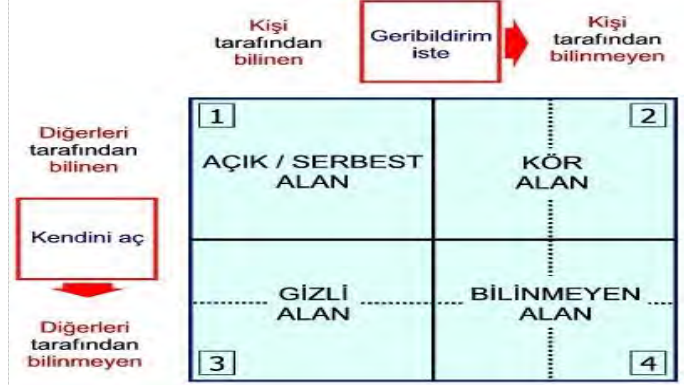 Kişi
tarafından
bilinen
Geribildirim
iste
Kişi
tarafından
bilinmeyen
Diğerleri
tarafından
bilinen
1
AÇIK / SERBEST
ALAN
2
KÖR
ALAN
Kendini aç
Diğerleri
tarafından
bilinmeyen
GİZLİ
ALAN
3
BİLİNMEYEN
ALAN
4